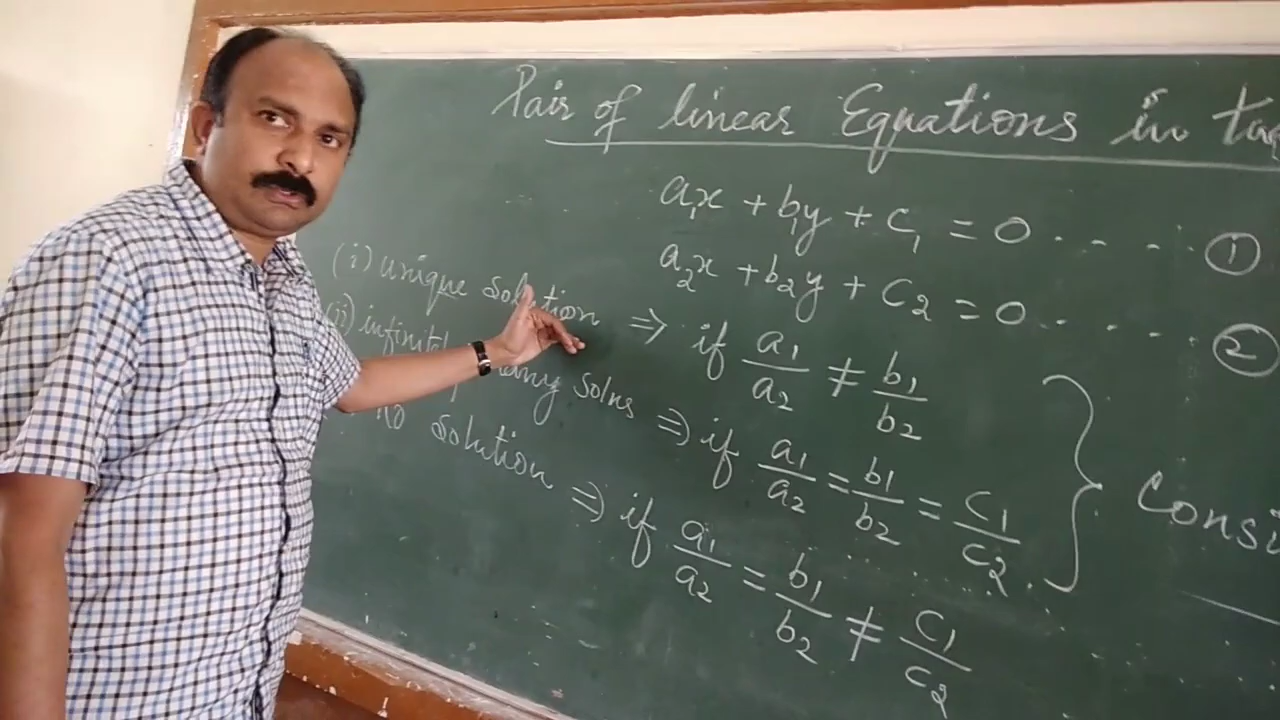 Pair of linear Equations in
a₁x + b₁y + c₁ = 0 . - - . ①
a₂x + b₂y + c₂ = 0 . . - - . ②
(i) unique solution ⇒ if a₁/a₂ ≠ b₁/b₂
(ii) many solns ⇒ if a₁/a₂ = b₁/b₂ = c₁/c₂
no solution ⇒ if a₁/a₂ = b₁/b₂ ≠ c₁/c₂
} Consi